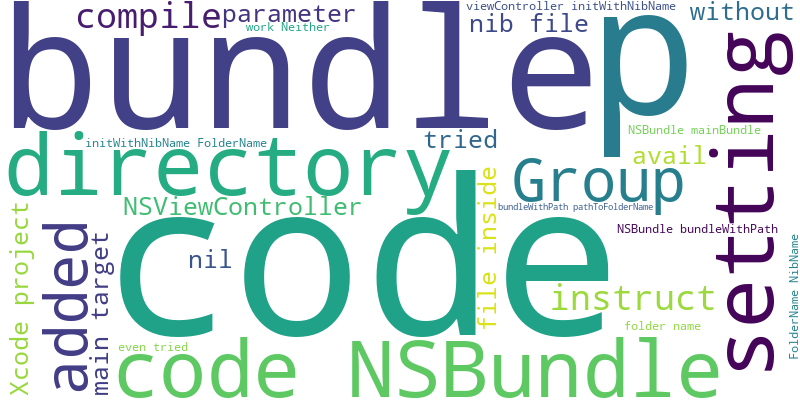 compile
parameter
viewController initWithNibName
without
work Neither
nib file
bundle
p
setting
initWithNibName FolderName
tried
NSBundle mainBundle
directory
avail
Group
NSViewController
file inside
bundleWithPath pathToFolderName
code
nil
NSBundle bundleWithPath
Xcode project
added
main target
instruct
FolderName NibName
folder name
even tried
code NSBundle